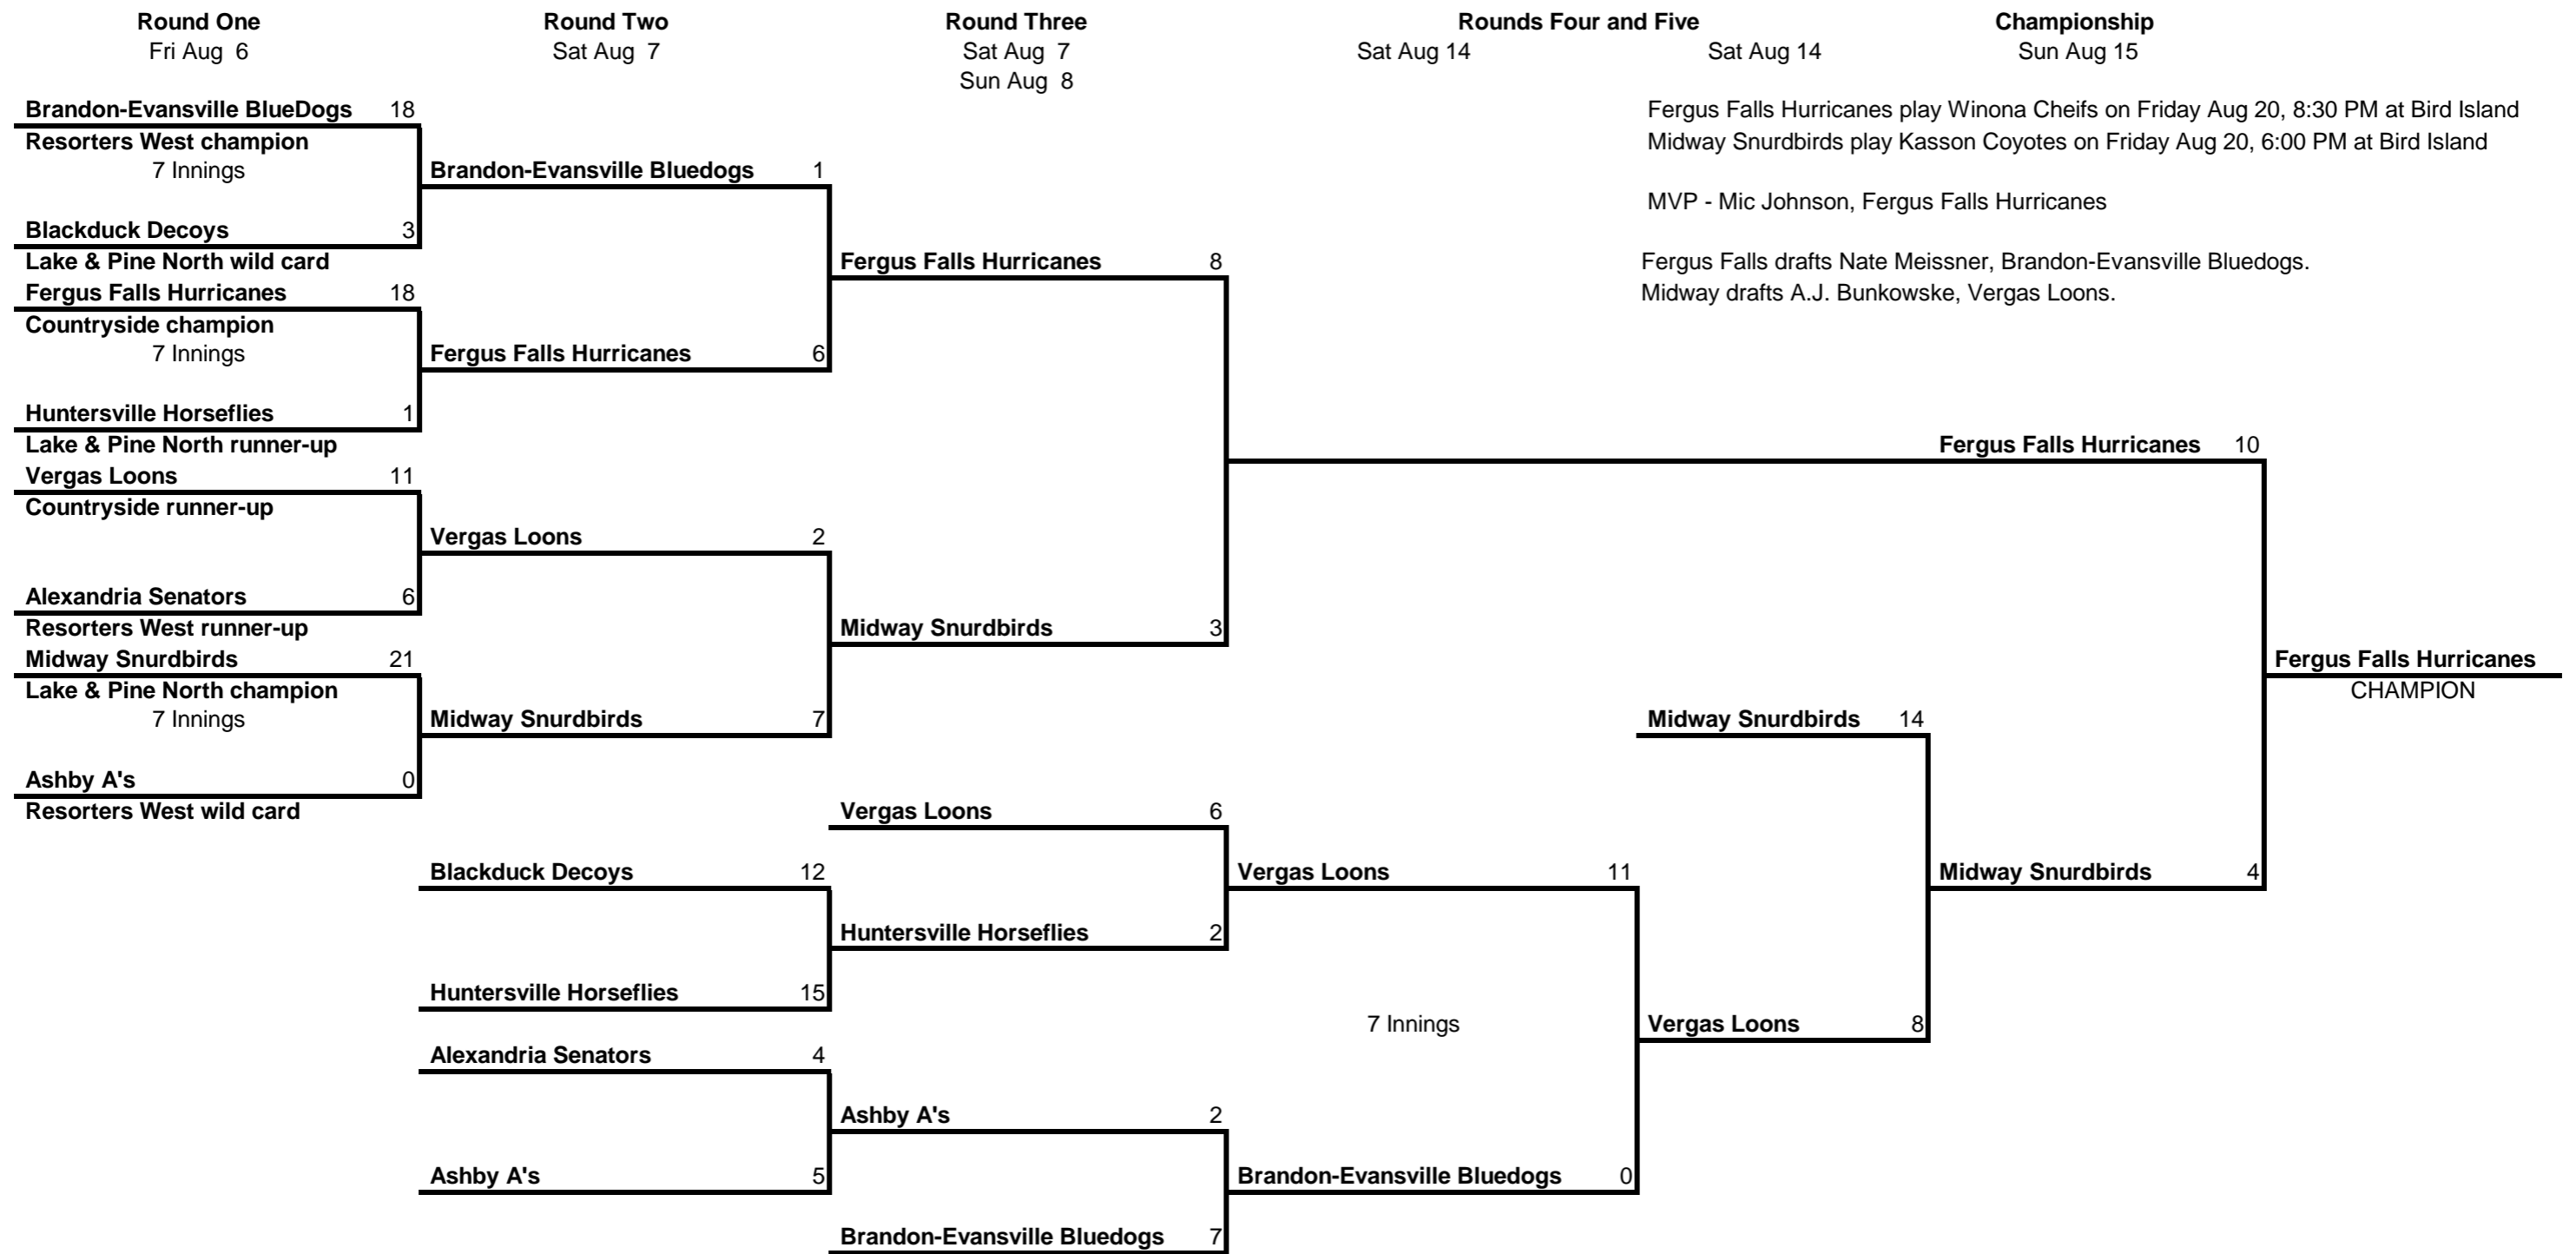 Round One Round Two Round Three Rounds Four and Five Championship
Fri Aug 6 Sat Aug 7 Sat Aug 7 Sat Aug 14 Sat Aug 14 Sun Aug 15
Sun Aug 8
Brandon-Evansville BlueDogs 18 Fergus Falls Hurricanes play Winona Cheifs on Friday Aug 20, 8:30 PM at Bird Island
Resorters West champion Midway Snurdbirds play Kasson Coyotes on Friday Aug 20, 6:00 PM at Bird Island
7 Innings Brandon-Evansville Bluedogs 1
MVP - Mic Johnson, Fergus Falls Hurricanes
Blackduck Decoys 3
Lake & Pine North wild card Fergus Falls Hurricanes 8 Fergus Falls drafts Nate Meissner, Brandon-Evansville Bluedogs.
Fergus Falls Hurricanes 18 Midway drafts A.J. Bunkowske, Vergas Loons.
Countryside champion
7 Innings Fergus Falls Hurricanes 6
Huntersville Horseflies 1
Lake & Pine North runner-up Fergus Falls Hurricanes 10
Vergas Loons 11
Countryside runner-up
Vergas Loons 2
Alexandria Senators 6
Resorters West runner-up Midway Snurdbirds 3
Midway Snurdbirds 21 Fergus Falls Hurricanes
Lake & Pine North champion CHAMPION
7 Innings Midway Snurdbirds 7 Midway Snurdbirds 14
Ashby A's 0
Resorters West wild card Vergas Loons 6
Blackduck Decoys 12 Vergas Loons 11 Midway Snurdbirds 4
Huntersville Horseflies 2
Huntersville Horseflies 15
7 Innings Vergas Loons 8
Alexandria Senators 4
Ashby A's 2
Ashby A's 5 Brandon-Evansville Bluedogs 0
Brandon-Evansville Bluedogs 7